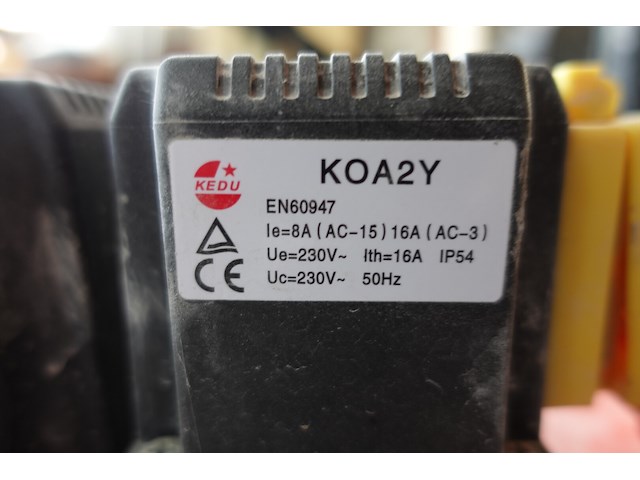 KEDU
KOA2Y
EN60947
Ie=8A(AC-15)16A(AC-3)
Ue=230V~ Ith=16A IP54
Uc=230V~ 50Hz
CE